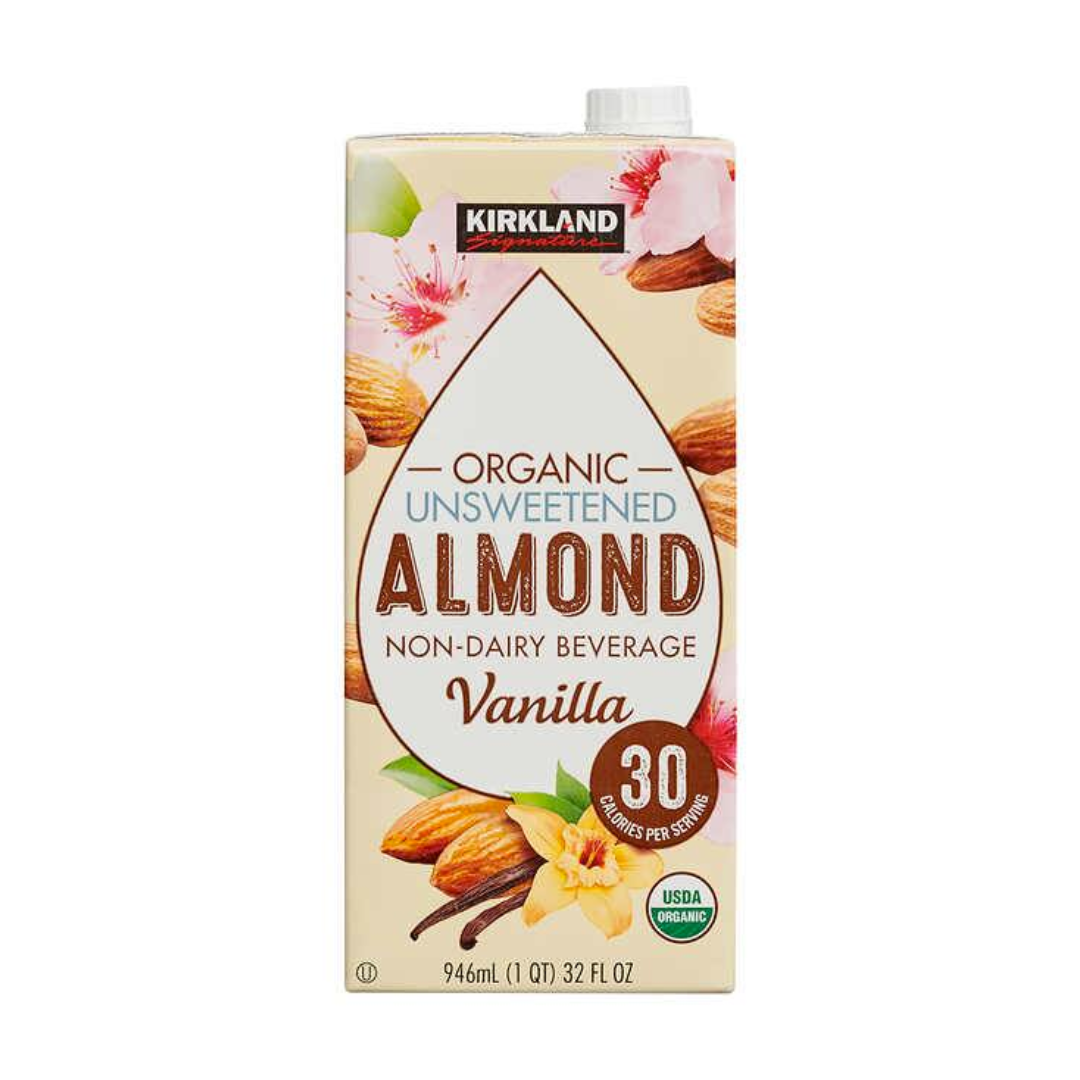 KIRKLAND
Signature
— ORGANIC —
UNSWEETENED
ALMOND
NON-DAIRY BEVERAGE
Vanilla
30
CALORIES PER SERVING
USDA
ORGANIC
U
946mL (1 QT) 32 FL OZ